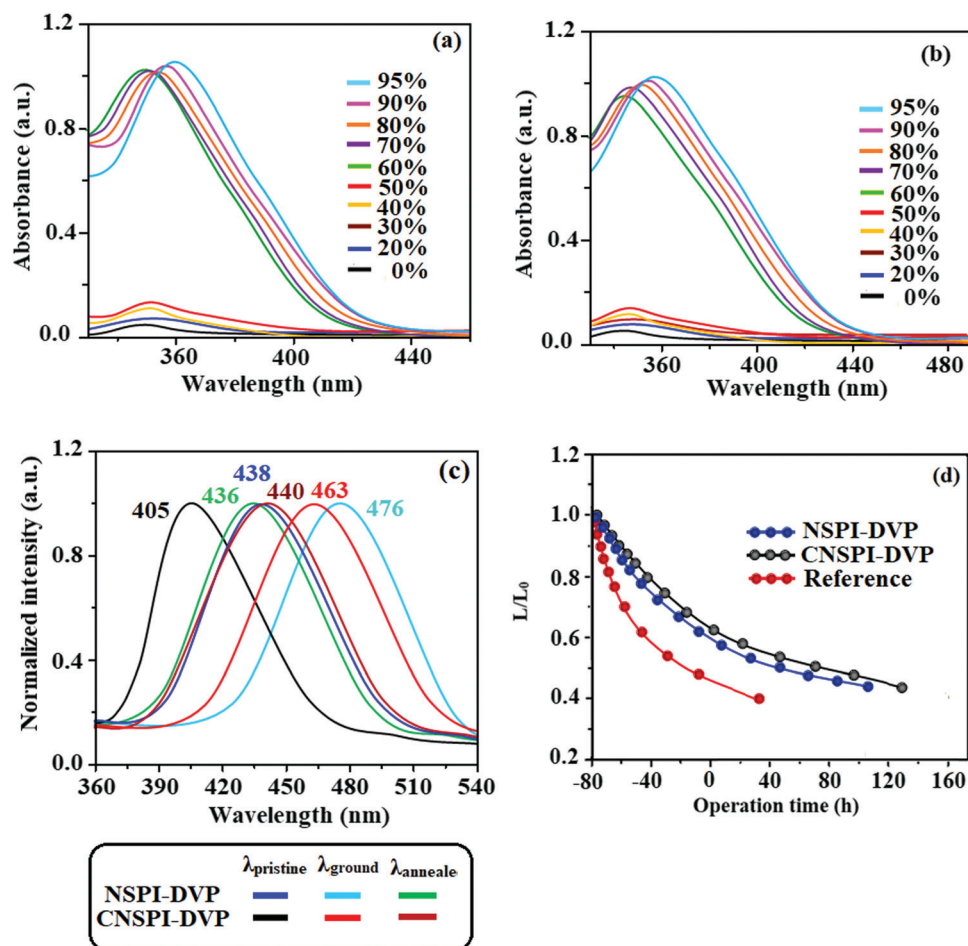 (a)
1.2
0.8
0.4
0.0
Absorbance (a.u.)
95%
90%
80%
70%
60%
50%
40%
30%
20%
0%
360 400 440
Wavelength (nm)
(b)
1.2
0.8
0.4
0.0
Absorbance (a.u.)
95%
90%
80%
70%
60%
50%
40%
30%
20%
0%
360 400 440 480
Wavelength (nm)
(c)
1.2
0.8
0.4
0.0
Normalized intensity (a.u.)
405
436
438
440
463
476
360 390 420 450 480 510 540
Wavelength (nm)
(d)
1.2
1.0
0.8
0.6
0.4
0.2
L/L₀
NSPI-DVP
CNSPI-DVP
Reference
-80 -40 0 40 80 120 160
Operation time (h)
λpristine λground λanneale
NSPI-DVP
CNSPI-DVP